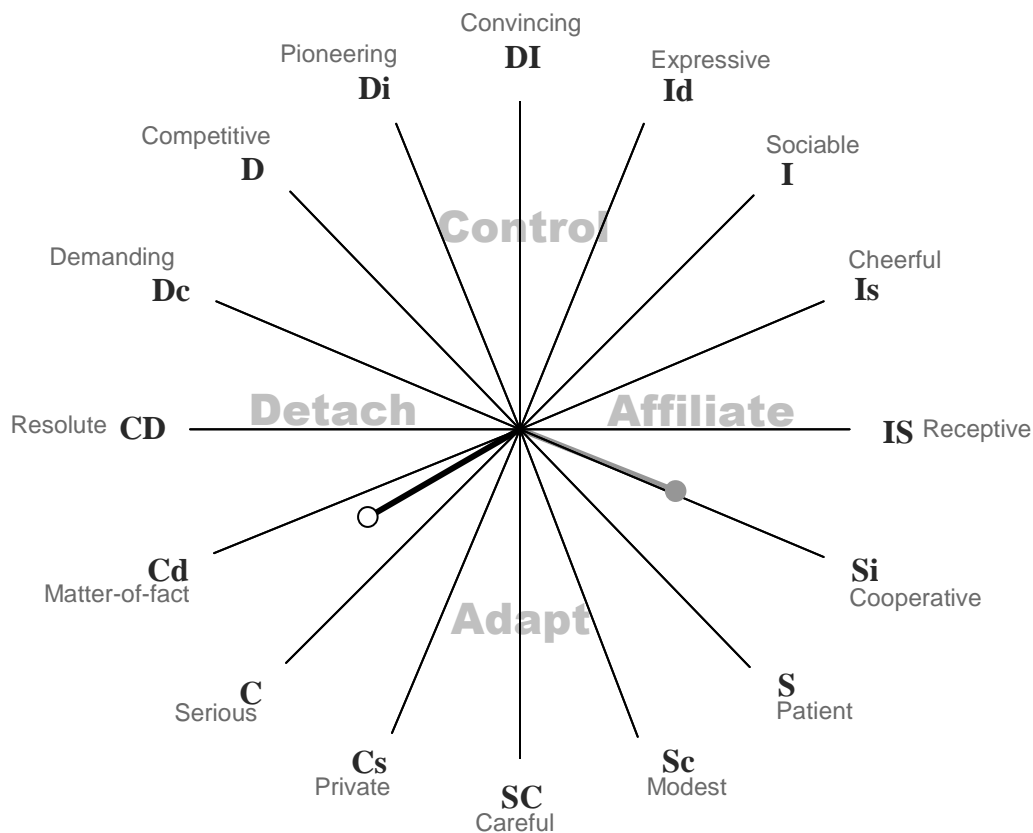 Convincing
DI
Pioneering
Di
Expressive
Id
Competitive
D
Sociable
I
Control
Demanding
Dc
Cheerful
Is
Detach
Affiliate
Resolute CD
IS Receptive
Cd
Matter-of-fact
Si
Cooperative
Adapt
C
Serious
S
Patient
Cs
Private
Sc
Modest
SC
Careful